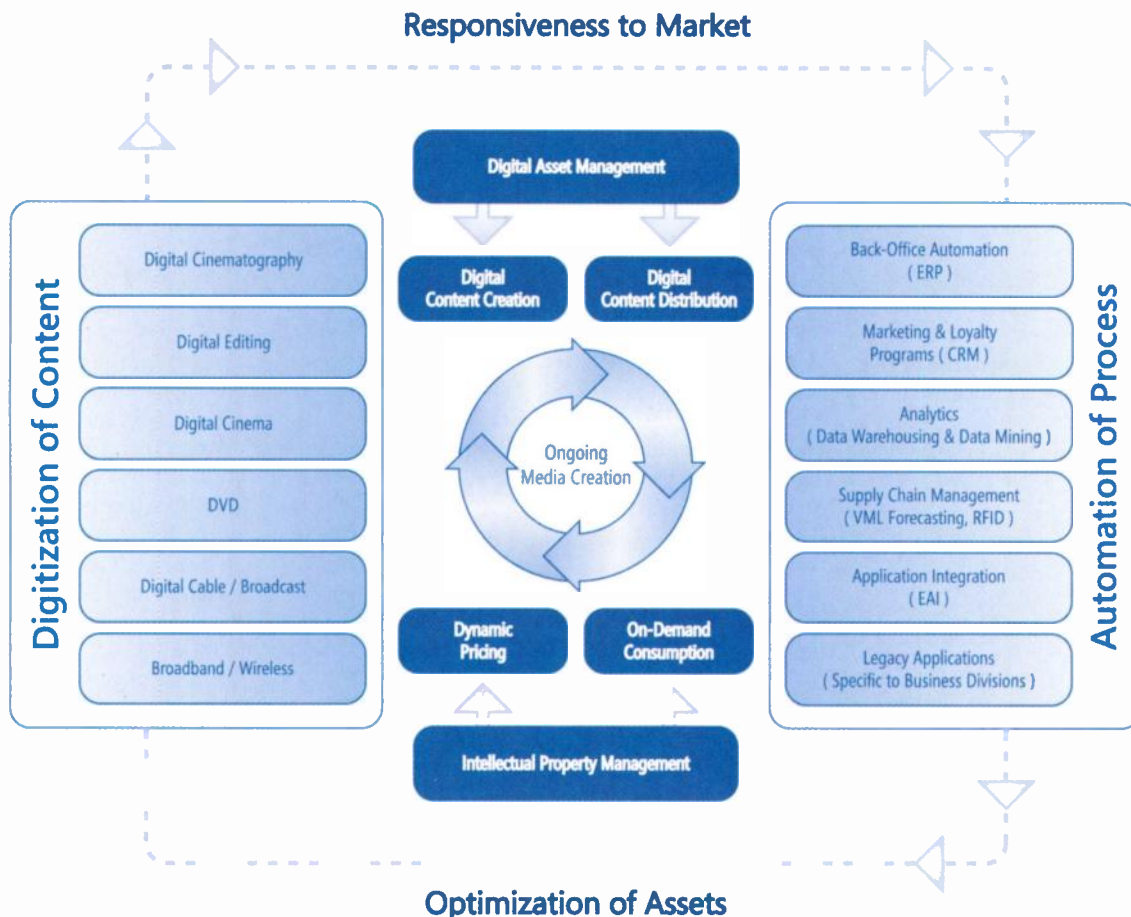 Responsiveness to Market
Digital Asset Management
Digital
Content Creation
Digital
Content Distribution
Digitization of Content
Digital Cinematography
Digital Editing
Digital Cinema
DVD
Digital Cable / Broadcast
Broadband / Wireless
Ongoing
Media Creation
Back-Office Automation
( ERP )
Marketing & Loyalty
Programs ( CRM )
Analytics
( Data Warehousing & Data Mining )
Supply Chain Management
( VML Forecasting, RFID )
Application Integration
( EAI )
Legacy Applications
( Specific to Business Divisions )
Automation of Process
Dynamic
Pricing
On-Demand
Consumption
Intellectual Property Management
Optimization of Assets